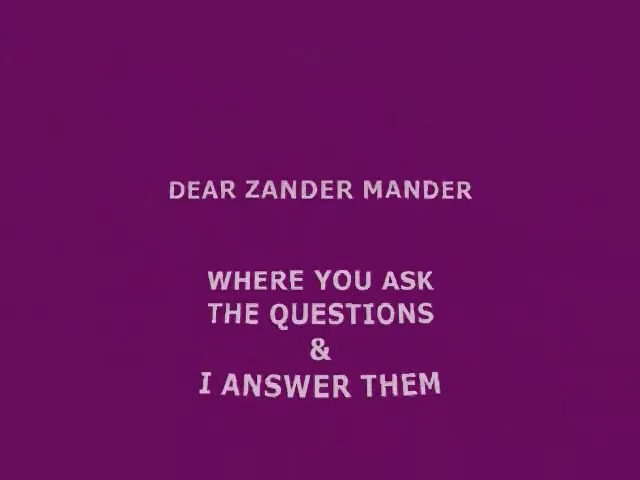 DEAR ZANDER MANDER
WHERE YOU ASK
THE QUESTIONS
&
I ANSWER THEM